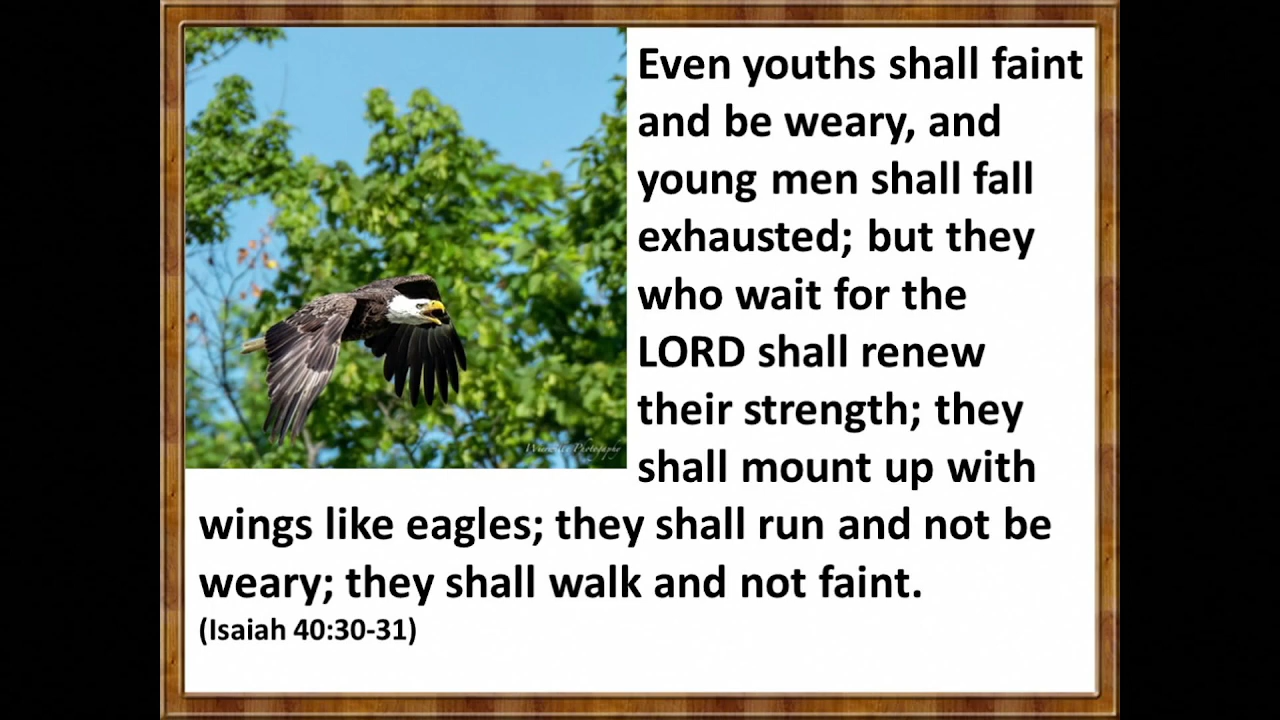 Even youths shall faint
and be weary, and
young men shall fall
exhausted; but they
who wait for the
LORD shall renew
their strength; they
shall mount up with
wings like eagles; they shall run and not be
weary; they shall walk and not faint.
(Isaiah 40:30-31)
Photography